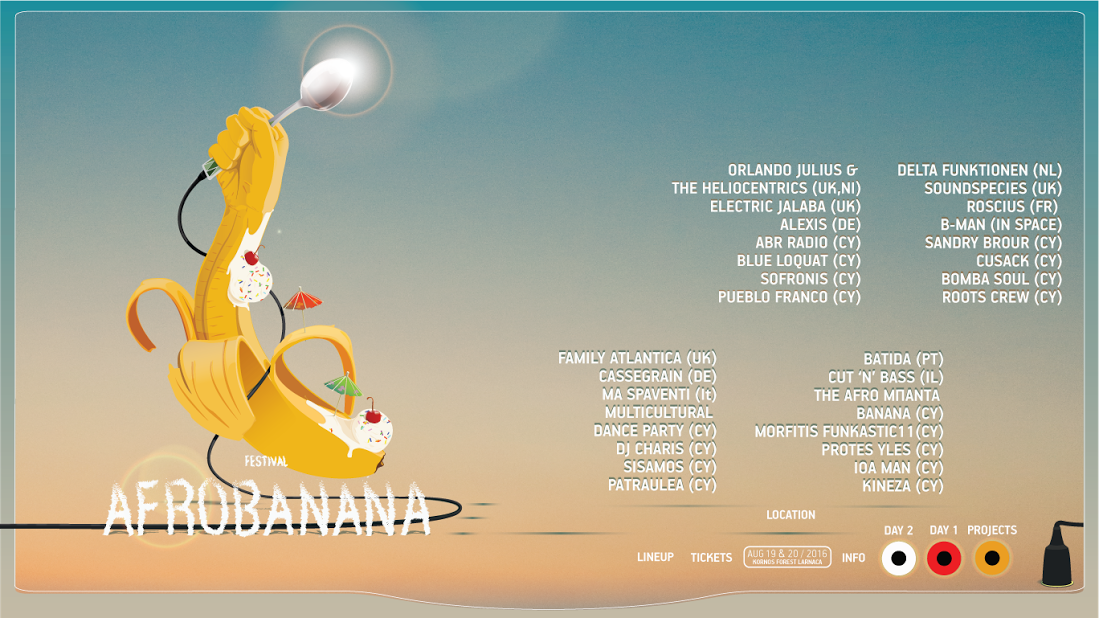 ORLANDO JULIUS &
THE HELIOCENTRICS (UK,NI)
ELECTRIC JALABA (UK)
ALEXIS (DE)
ABR RADIO (CY)
BLUE LOQUAT (CY)
SOFRONIS (CY)
PUEBLO FRANCO (CY)
DELTA FUNKTIONEN (NL)
SOUNDSPECIES (UK)
ROSCIUS (FR)
B-MAN (IN SPACE)
SANDRY BROUR (CY)
CUSACK (CY)
BOMBA SOUL (CY)
ROOTS CREW (CY)
FAMILY ATLANTICA (UK)
CASSEGRAIN (DE)
MA SPAVENTI (It)
MULTICULTURAL
DANCE PARTY (CY)
DJ CHARIS (CY)
SISAMOS (CY)
PATRAULEA (CY)
BATIDA (PT)
CUT 'N' BASS (IL)
THE AFRO ΜΠΑΝΤΑ
BANANA (CY)
MORFITIS FUNKASTIC11(CY)
PROTES YLES (CY)
IOA MAN (CY)
KINEZA (CY)
FESTIVAL
AFROBANANA
LOCATION
LINEUP
TICKETS
AUG 19 & 20 / 2016
KORNOS FOREST LARNACA
INFO
DAY 2
DAY 1
PROJECTS